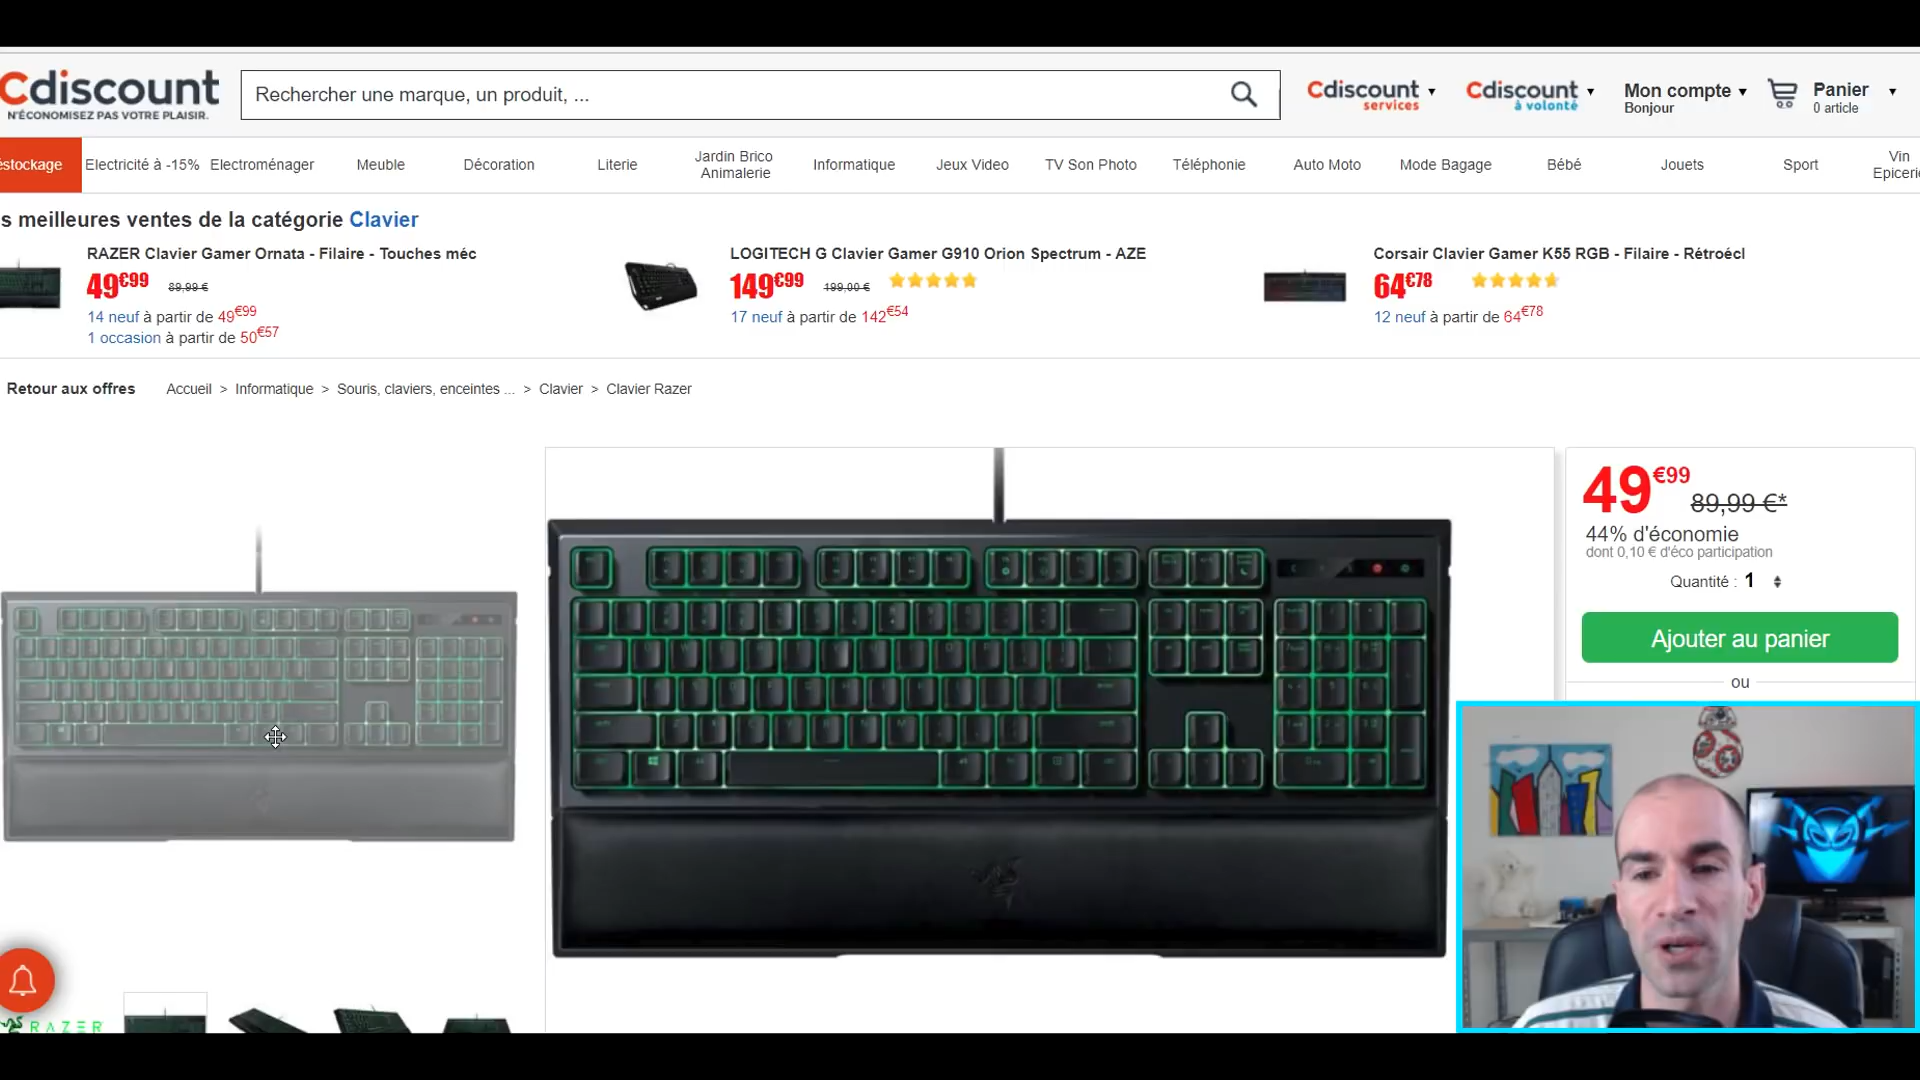 Cdiscount
N'ÉCONOMISEZ PAS VOTRE PLAISIR.
Rechercher une marque, un produit, ...
Cdiscount services
Cdiscount à volonté
Mon compte
Bonjour
Panier
0 article
éstockage
Electricité à -15%
Electroménager
Meuble
Décoration
Literie
Jardin Brico
Animalerie
Informatique
Jeux Video
TV Son Photo
Téléphonie
Auto Moto
Mode Bagage
Bébé
Jouets
Sport
Vin
Epicerie
s meilleures ventes de la catégorie Clavier
RAZER Clavier Gamer Ornata - Filaire - Touches méc
49€99 89,99 €
14 neuf à partir de 49€99
1 occasion à partir de 50€57
LOGITECH G Clavier Gamer G910 Orion Spectrum - AZE
149€99 199,00 €
17 neuf à partir de 142€54
Corsair Clavier Gamer K55 RGB - Filaire - Rétroécl
64€78
12 neuf à partir de 64€78
Retour aux offres
Accueil > Informatique > Souris, claviers, enceintes ... > Clavier > Clavier Razer
49€99 89,99 €*
44% d'économie
dont 0,10 € d'éco participation
Quantité : 1
Ajouter au panier
ou
RAZER